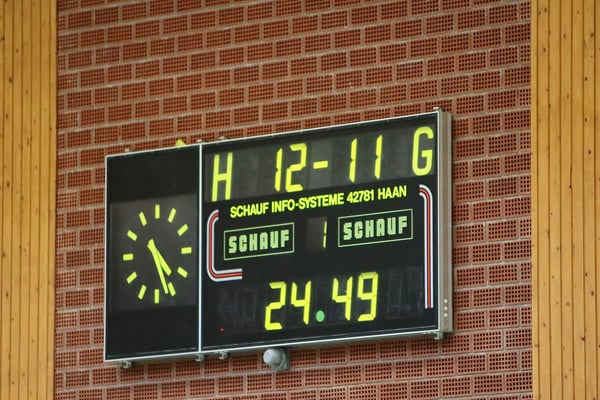 H 12-11 G
SCHAUF INFO-SYSTEME 42781 HAAN
SCHAUF 1 SCHAUF
24.49